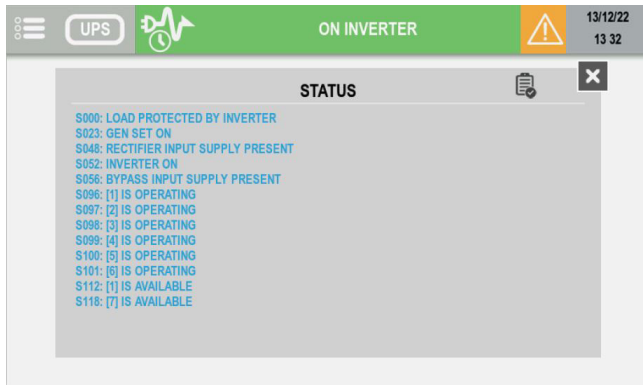 UPS
ON INVERTER
13/12/22
13 32
STATUS
S000: LOAD PROTECTED BY INVERTER
S023: GEN SET ON
S048: RECTIFIER INPUT SUPPLY PRESENT
S052: INVERTER ON
S056: BYPASS INPUT SUPPLY PRESENT
S096: [1] IS OPERATING
S097: [2] IS OPERATING
S098: [3] IS OPERATING
S099: [4] IS OPERATING
S100: [5] IS OPERATING
S101: [6] IS OPERATING
S112: [1] IS AVAILABLE
S118: [7] IS AVAILABLE